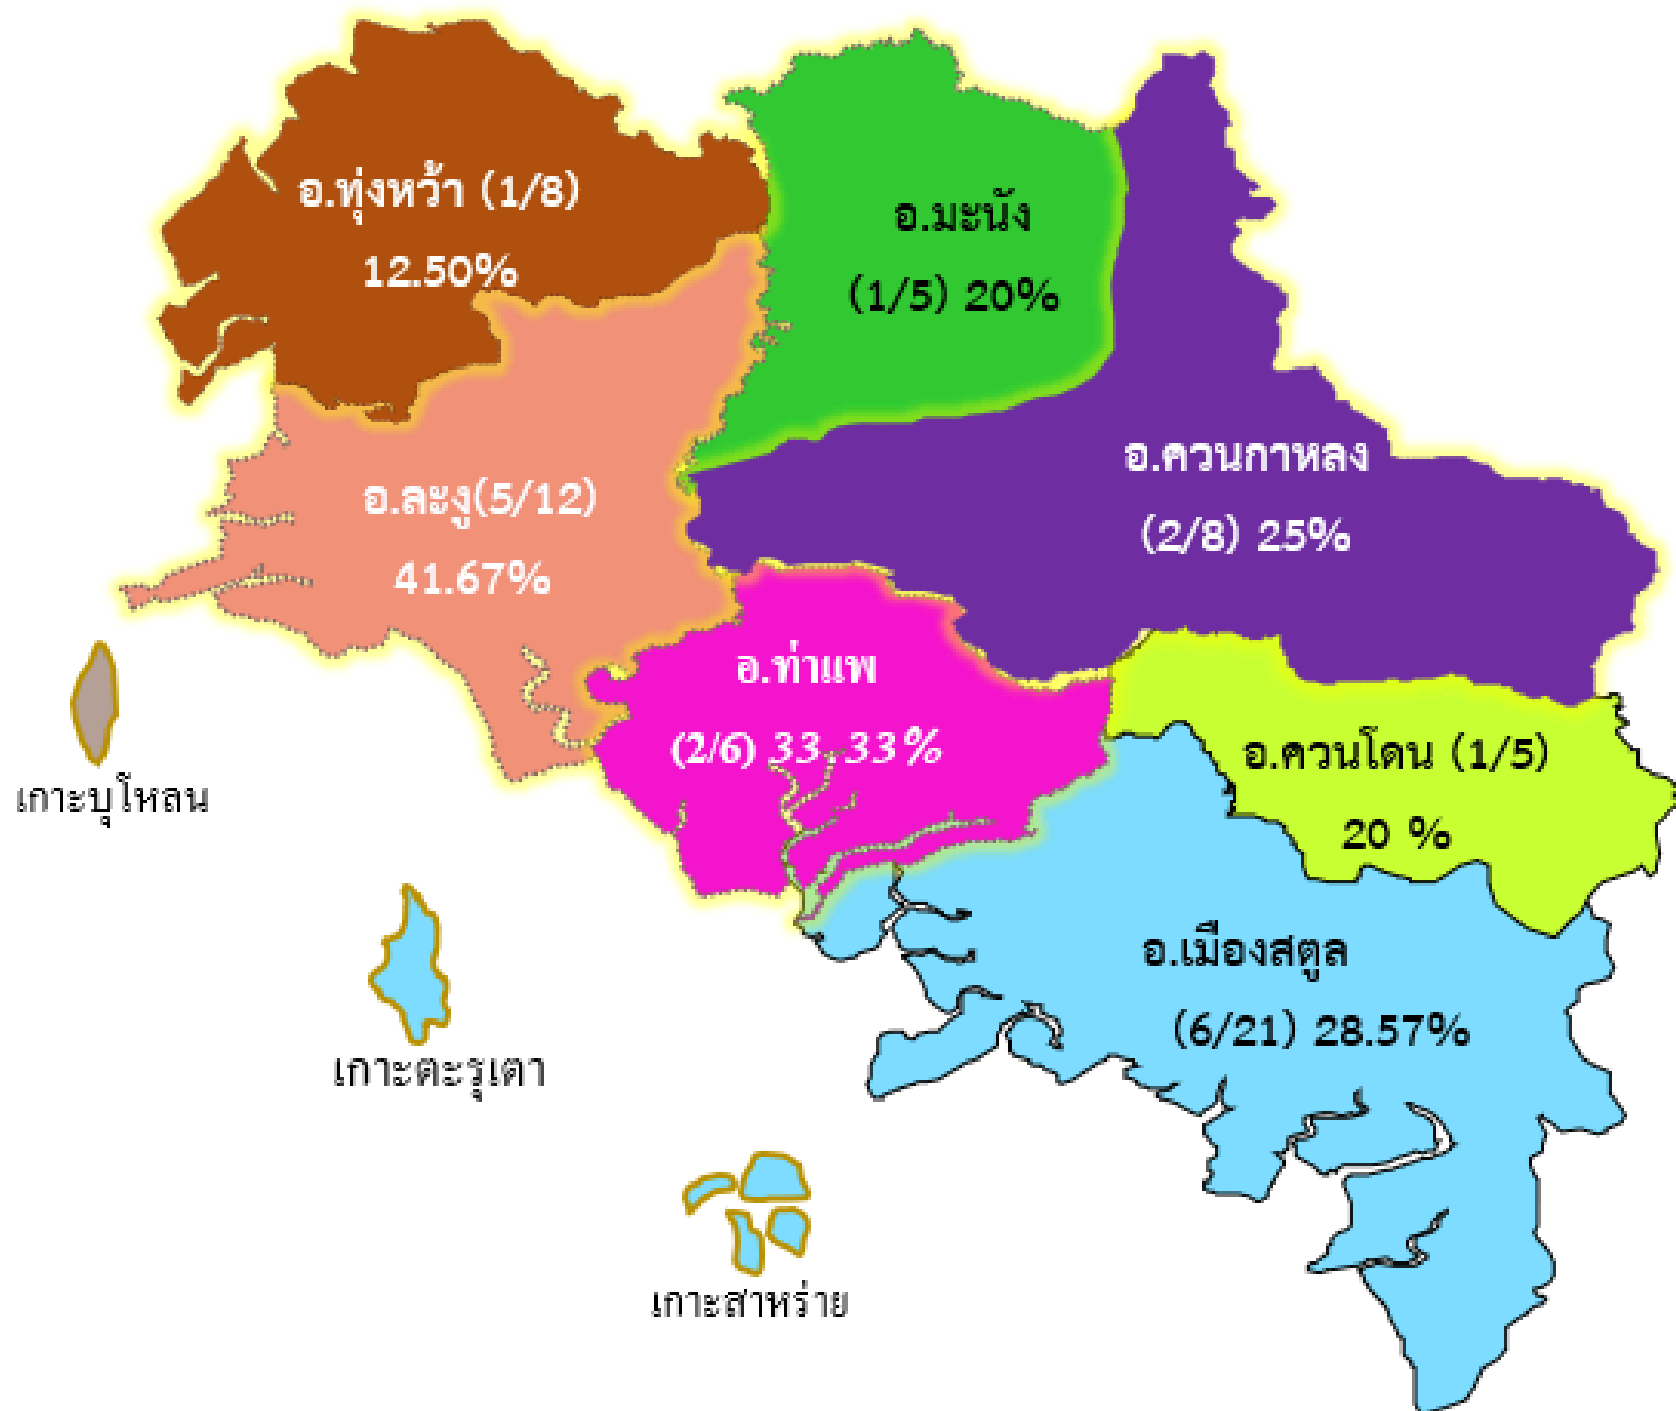 อ.ทุ่งหว้า (1/8)
12.50%
อ.มะนัง
(1/5) 20%
อ.ควนกาหลง
(2/8) 25%
อ.ละงู(5/12)
41.67%
อ.ท่าแพ
(2/6) 33.33%
อ.ควนโดน (1/5)
20 %
อ.เมืองสตูล
(6/21) 28.57%
เกาะบุโหลน
เกาะตะรุเตา
เกาะสาหร่าย